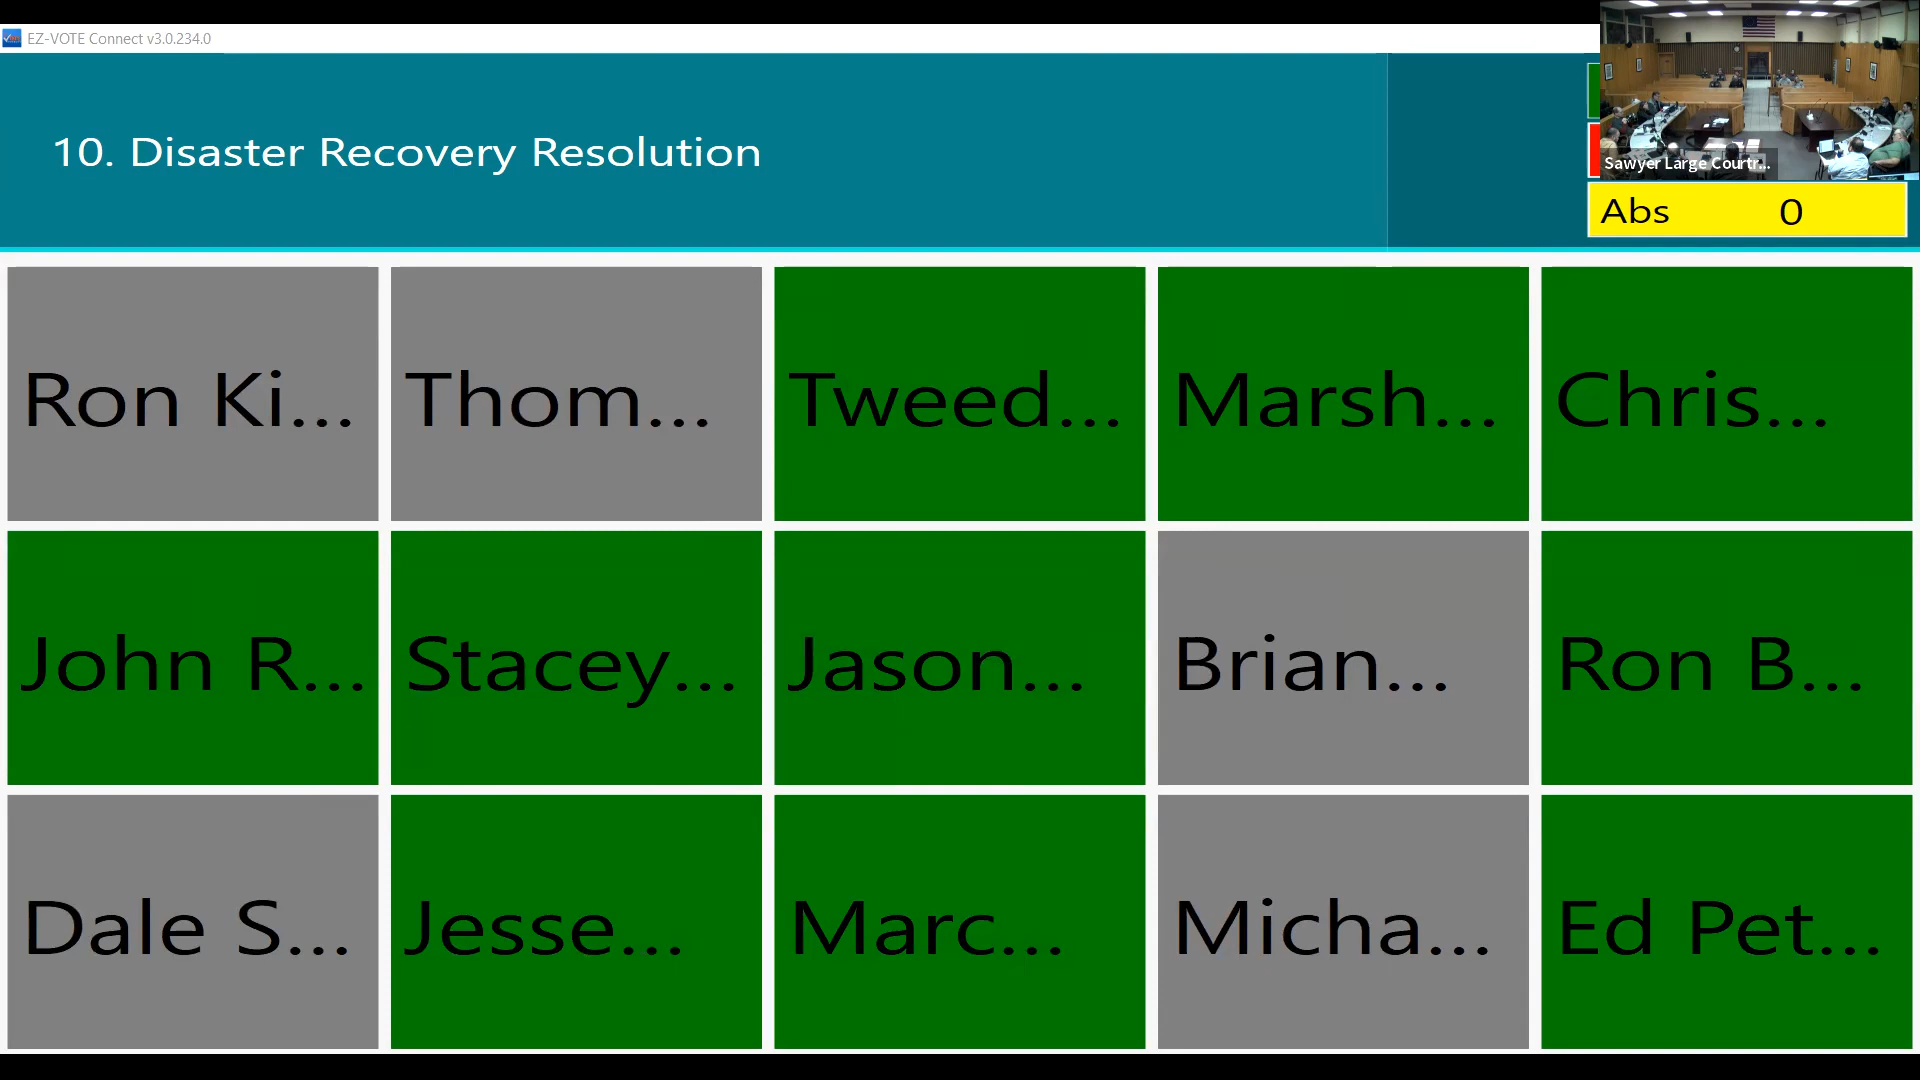 EZ-VOTE Connect v3.0.234.0
10. Disaster Recovery Resolution
Sawyer Large Courtr...
Abs 0
Ron Ki... Thom... Tweed... Marsh... Chris...
John R... Stacey... Jason... Brian... Ron B...
Dale S... Jesse... Marc... Micha... Ed Pet...